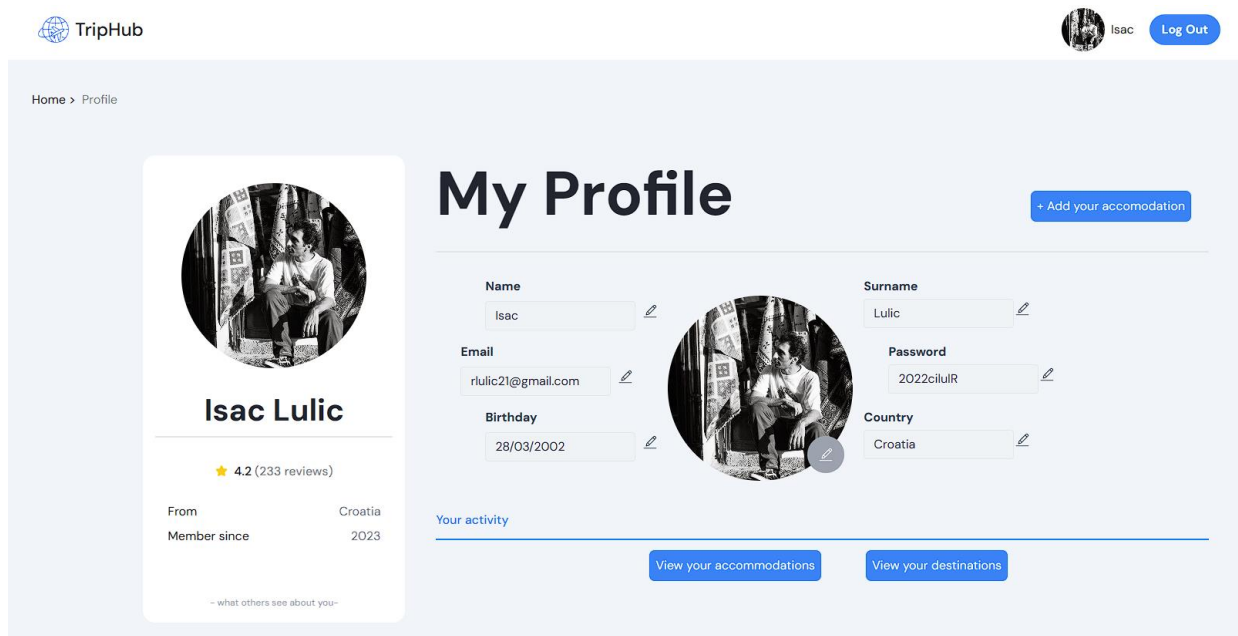 TripHub
Isac
Log Out
Home > Profile
Isac Lulic
4.2 (233 reviews)
From Croatia
Member since 2023
- what others see about you-
My Profile
+ Add your accomodation
Name
Isac
Surname
Lulic
Email
rlulic21@gmail.com
Password
2022cilulR
Birthday
28/03/2002
Country
Croatia
Your activity
View your accommodations
View your destinations